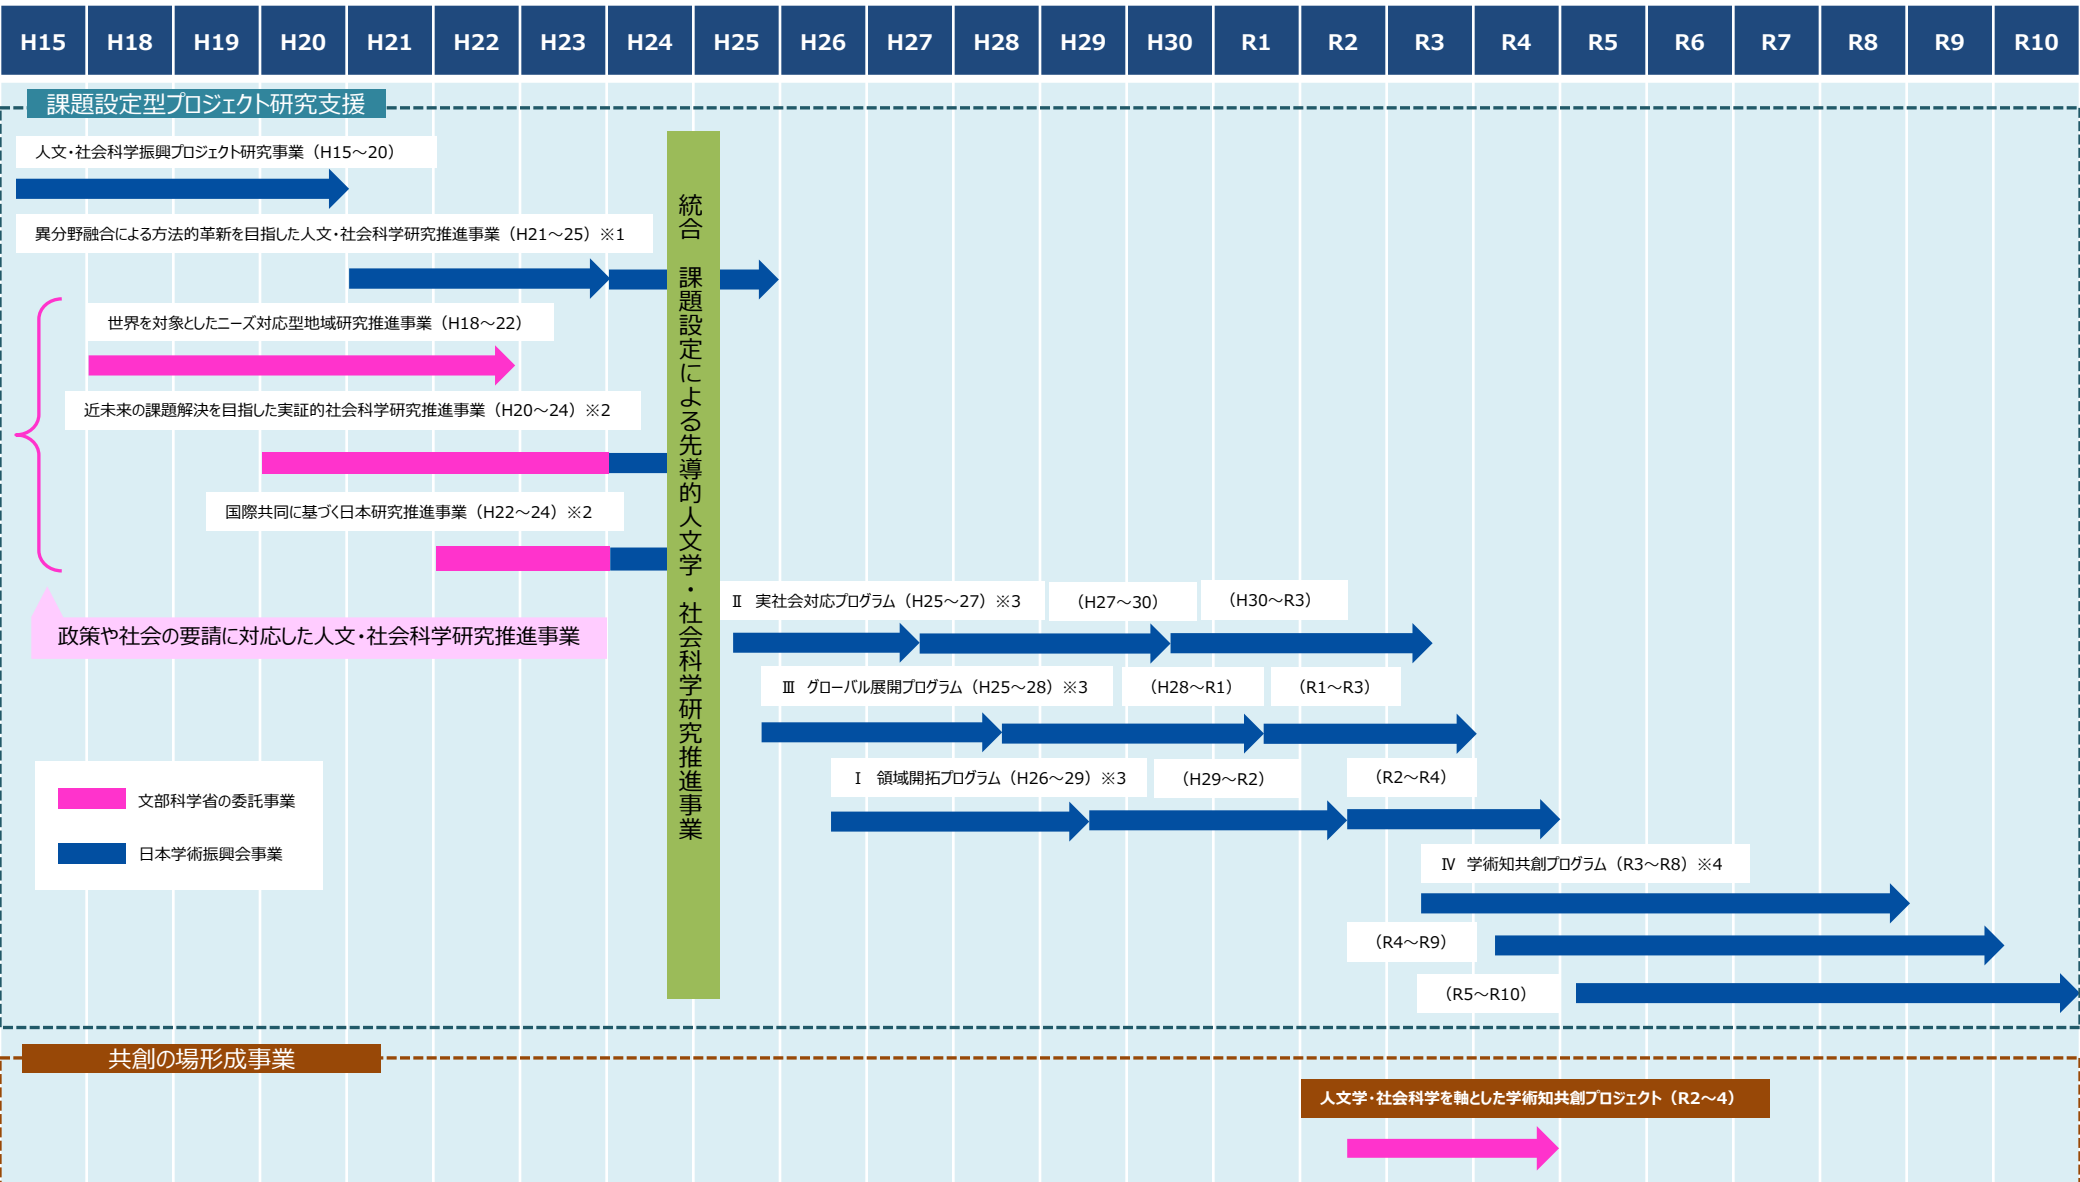 H15 H18 H19 H20 H21 H22 H23 H24 H25 H26 H27 H28 H29 H30 R1 R2 R3 R4 R5 R6 R7 R8 R9 R10
課題設定型プロジェクト研究支援
人文・社会科学振興プロジェクト研究事業（H15～20）
異分野融合による方法的革新を目指した人文・社会科学研究推進事業（H21～25）※1
世界を対象としたニーズ対応型地域研究推進事業（H18～22）
近未来の課題解決を目指した実証的社会科学研究推進事業（H20～24）※2
国際共同に基づく日本研究推進事業（H22～24）※2
政策や社会の要請に対応した人文・社会科学研究推進事業
統合　課題設定による先導的人文学・社会科学研究推進事業
Ⅱ　実社会対応プログラム（H25～27）※3
（H27～30）
（H30～R3）
Ⅲ　グローバル展開プログラム（H25～28）※3
（H28～R1）
（R1～R3）
Ⅰ　領域開拓プログラム（H26～29）※3
（H29～R2）
（R2～R4）
Ⅳ　学術知共創プログラム（R3～R8）※4
（R4～R9）
（R5～R10）
文部科学省の委託事業
日本学術振興会事業
共創の場形成事業
人文学・社会科学を軸とした学術知共創プロジェクト（R2～4）